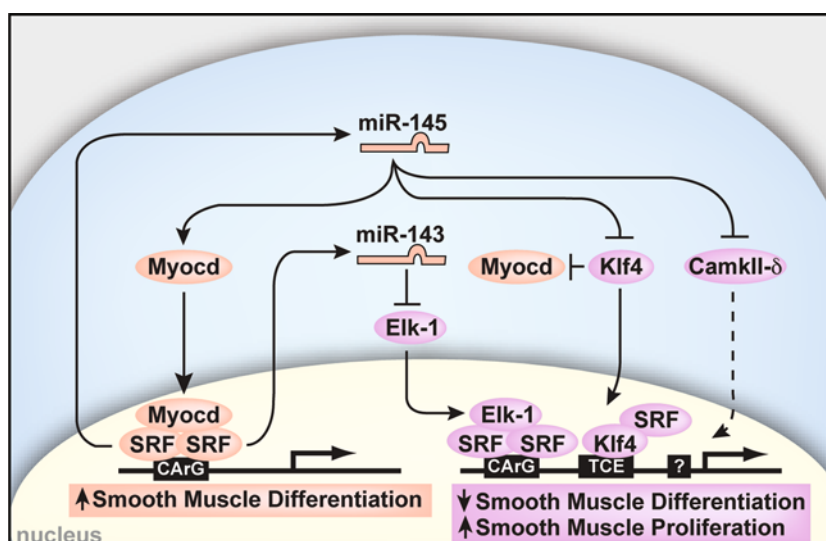 miR-145
miR-143
Myocd
Myocd
Klf4
CamkII-δ
Elk-1
Myocd
SRF SRF
CArG
Elk-1
SRF SRF
CArG
SRF
Klf4
TCE
?
Smooth Muscle Differentiation
Smooth Muscle Differentiation
Smooth Muscle Proliferation
nucleus